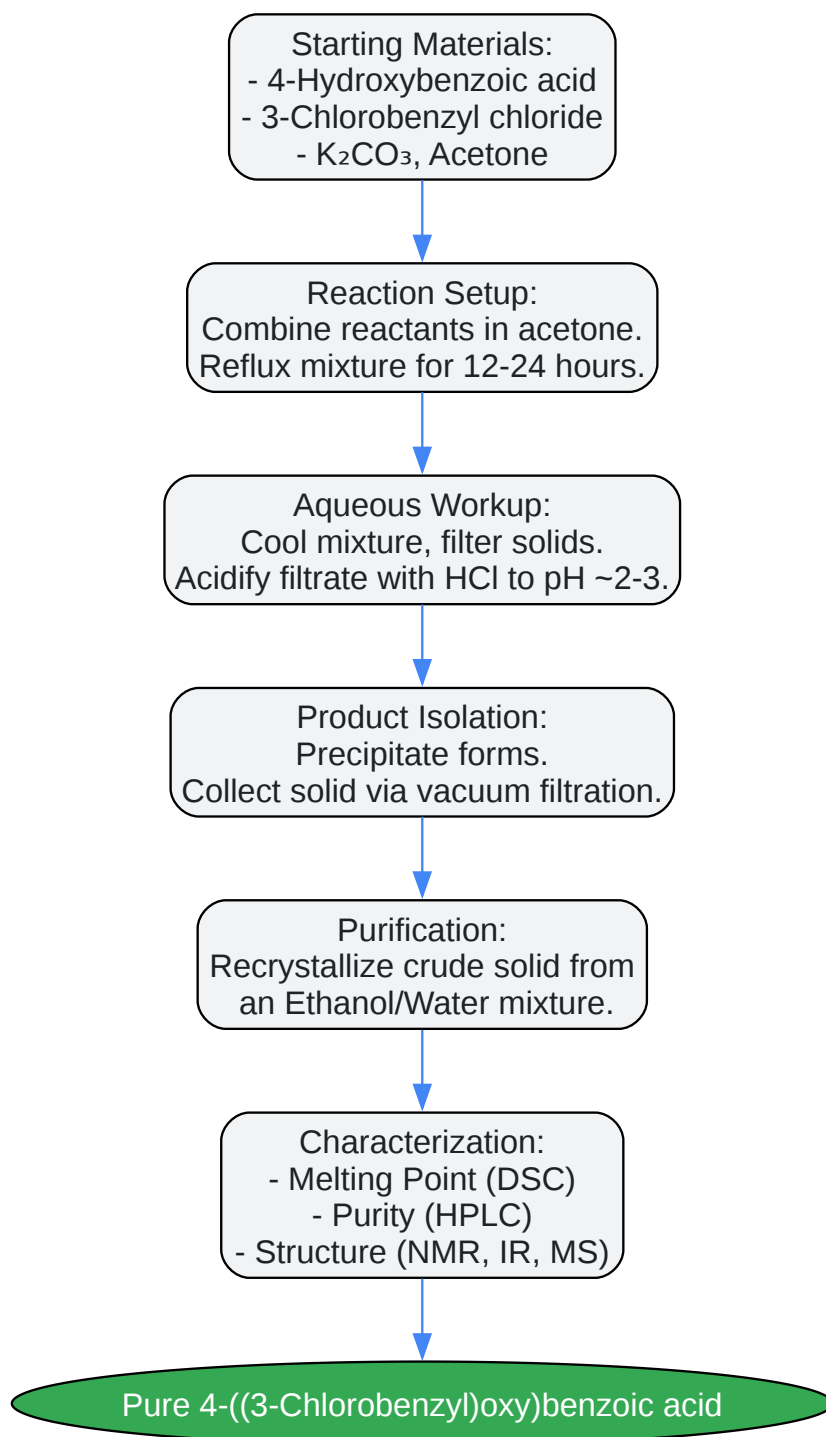 Starting Materials:
- 4-Hydroxybenzoic acid
- 3-Chlorobenzyl chloride
- K₂CO₃, Acetone
Reaction Setup:
Combine reactants in acetone.
Reflux mixture for 12-24 hours.
Aqueous Workup:
Cool mixture, filter solids.
Acidify filtrate with HCl to pH ~2-3.
Product Isolation:
Precipitate forms.
Collect solid via vacuum filtration.
Purification:
Recrystallize crude solid from
an Ethanol/Water mixture.
Characterization:
- Melting Point (DSC)
- Purity (HPLC)
- Structure (NMR, IR, MS)
Pure 4-((3-Chlorobenzyl)oxy)benzoic acid